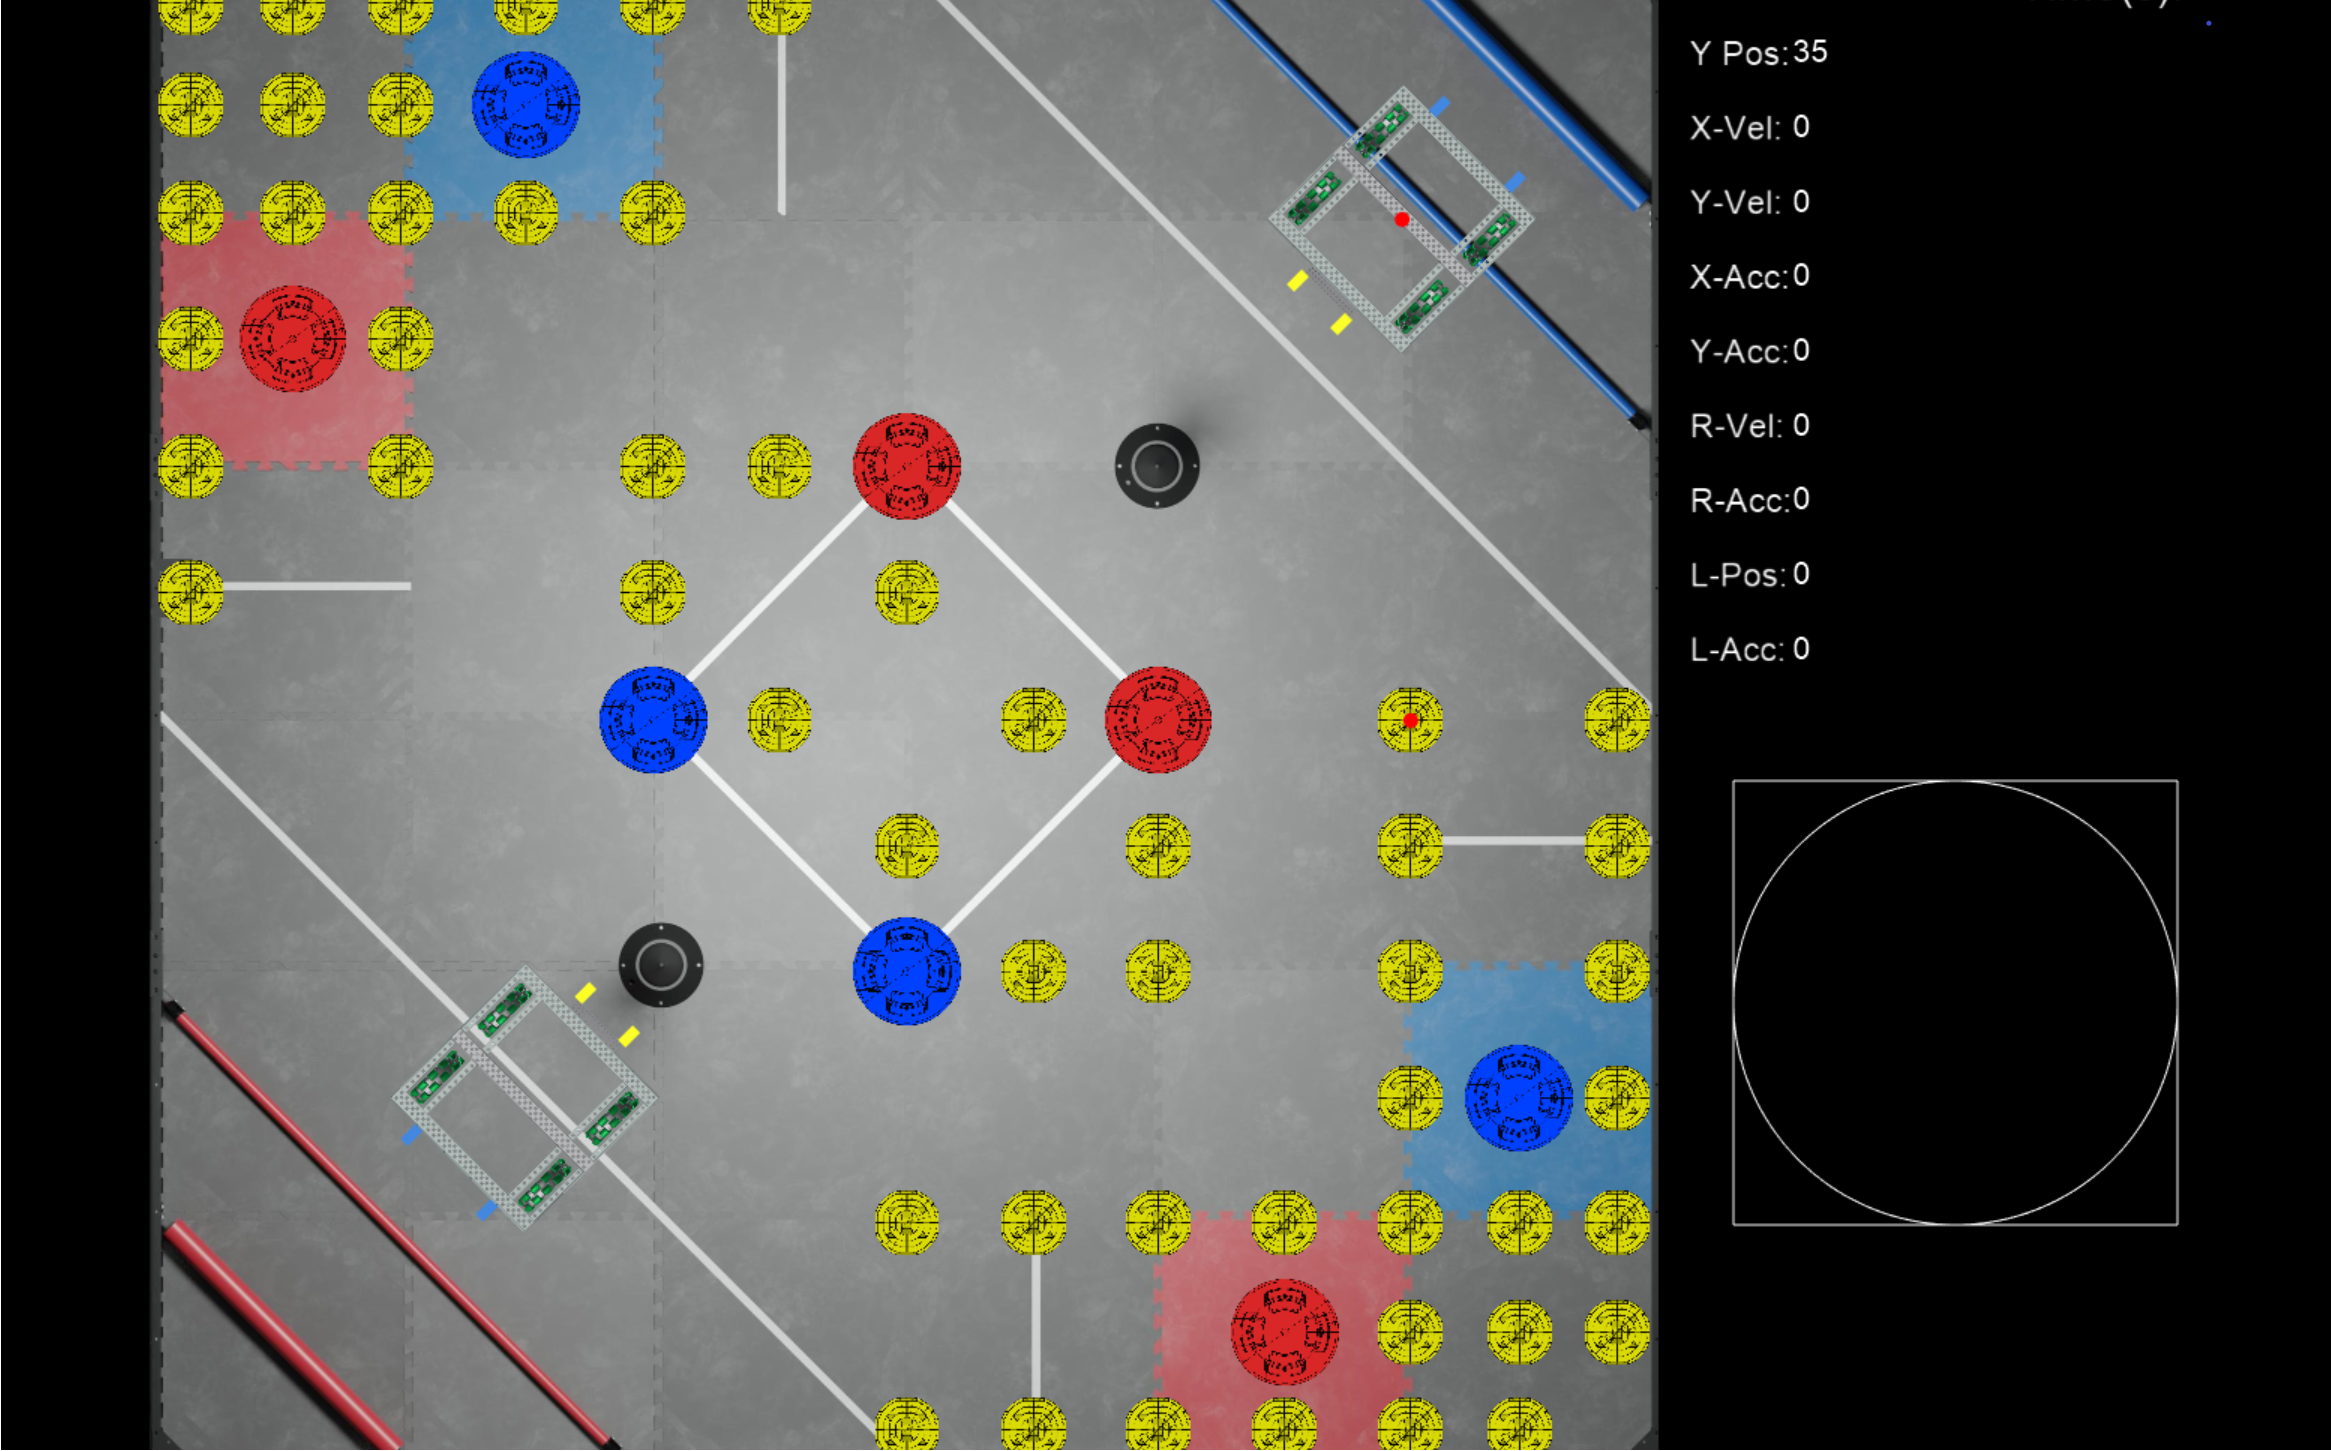 Y Pos: 35
X-Vel: 0
Y-Vel: 0
X-Acc: 0
Y-Acc: 0
R-Vel: 0
R-Acc: 0
L-Pos: 0
L-Acc: 0